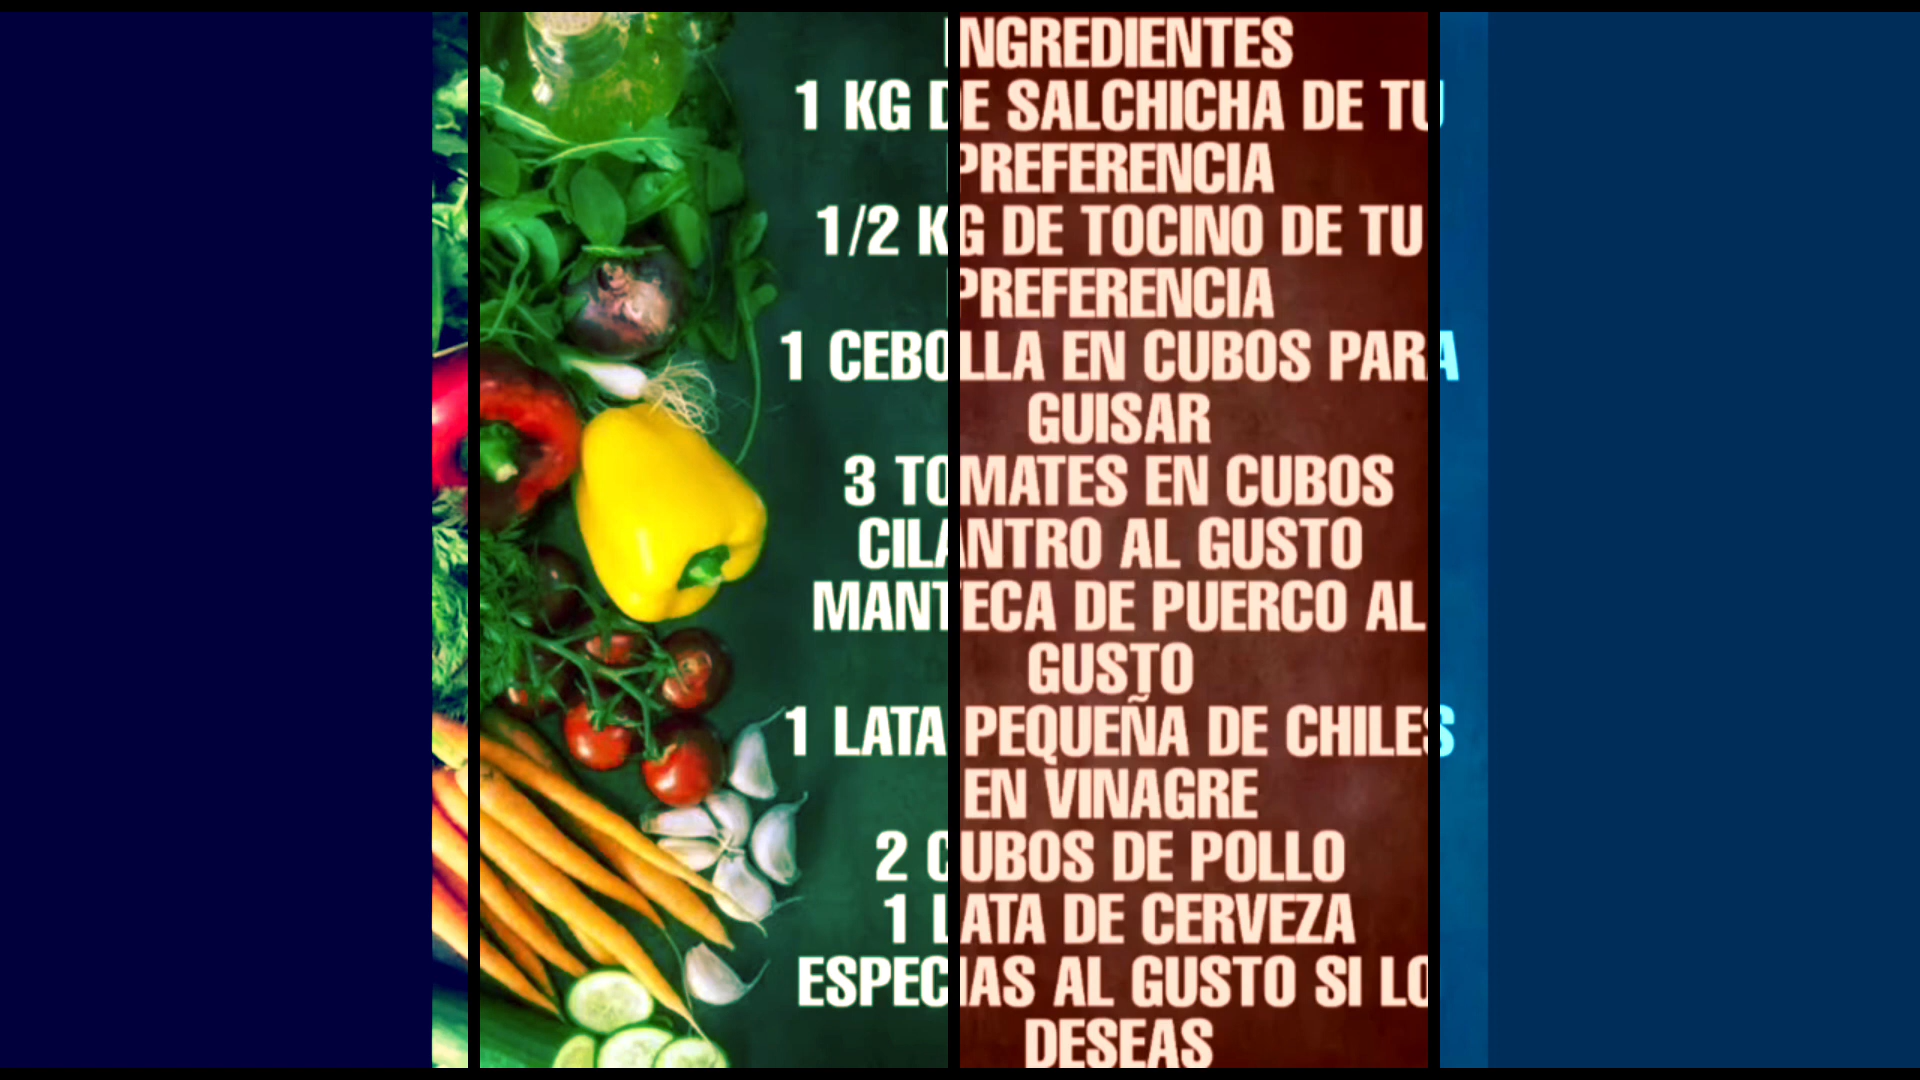 INGREDIENTES
1 KG DE SALCHICHA DE TU
PREFERENCIA
1/2 KG DE TOCINO DE TU
PREFERENCIA
1 CEBOLLA EN CUBOS PARA
GUISAR
3 TOMATES EN CUBOS
CILANTRO AL GUSTO
MANTECA DE PUERCO AL
GUSTO
1 LATA PEQUEÑA DE CHILES
EN VINAGRE
2 CUBOS DE POLLO
1 LATA DE CERVEZA
ESPECIAS AL GUSTO SI LO
DESEAS